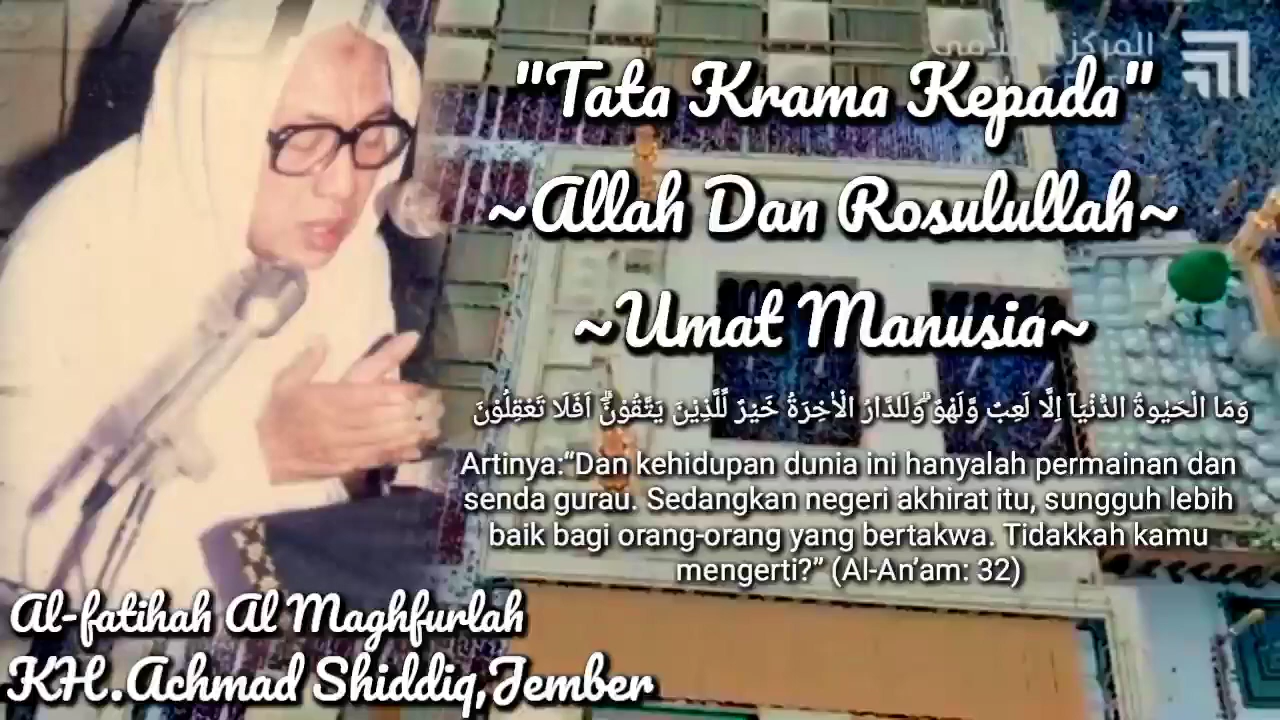 المركز الإسلامي
"Tata Krama Kepada"
~Allah Dan Rosulullah~
~Umat Manusia~
وَمَا الْحَيٰوةُ الدُّنْيَآ اِلَّا لَعِبٌ وَّلَهْوٌ ۗوَلَلدَّارُ الْاٰخِرَةُ خَيْرٌ لِّلَّذِيْنَ يَتَّقُوْنَۗ اَفَلَا تَعْقِلُوْنَ
Artinya:“Dan kehidupan dunia ini hanyalah permainan dan
senda gurau. Sedangkan negeri akhirat itu, sungguh lebih
baik bagi orang-orang yang bertakwa. Tidakkah kamu
mengerti?” (Al-An’am: 32)
Al-fatihah Al Maghfurlah
KH.Achmad Shiddiq,Jember